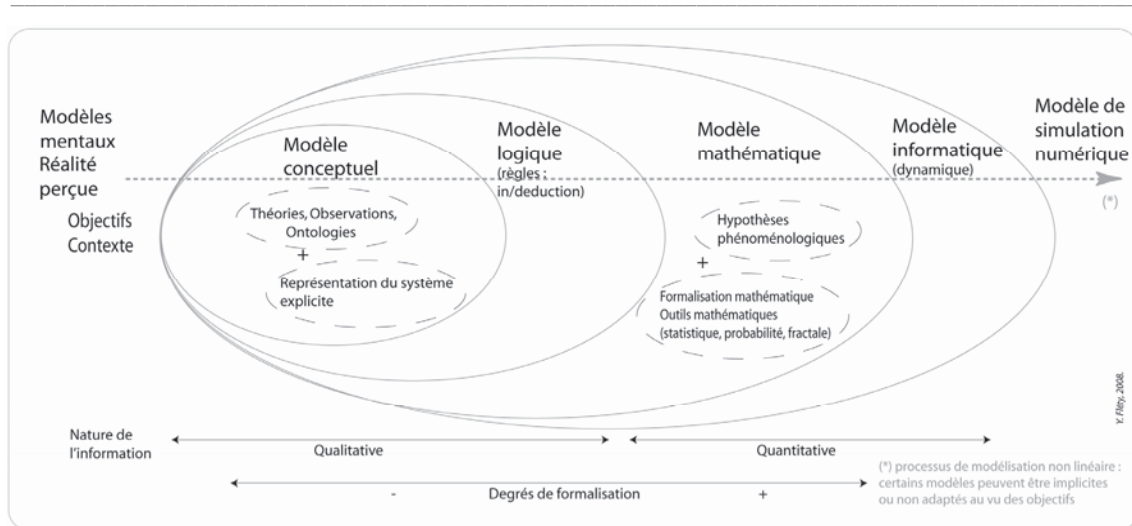 Modèles
mentaux
Réalité
perçue
Objectifs
Contexte
Modèle
conceptuel
Théories, Observations,
Ontologies
+
Représentation du système
explicite
Modèle
logique
(règles :
in/deduction)
Modèle
mathématique
Hypothèses
phénoménologiques
+
Formalisation mathématique
Outils mathématiques
(statistique, probabilité, fractale)
Modèle
informatique
(dynamique)
Modèle de
simulation
numérique
(*)
Y. Fléty, 2008.
Nature de
l'information
Qualitative
Quantitative
- Degrés de formalisation +
(*) processus de modélisation non linéaire :
certains modèles peuvent être implicites
ou non adaptés au vu des objectifs